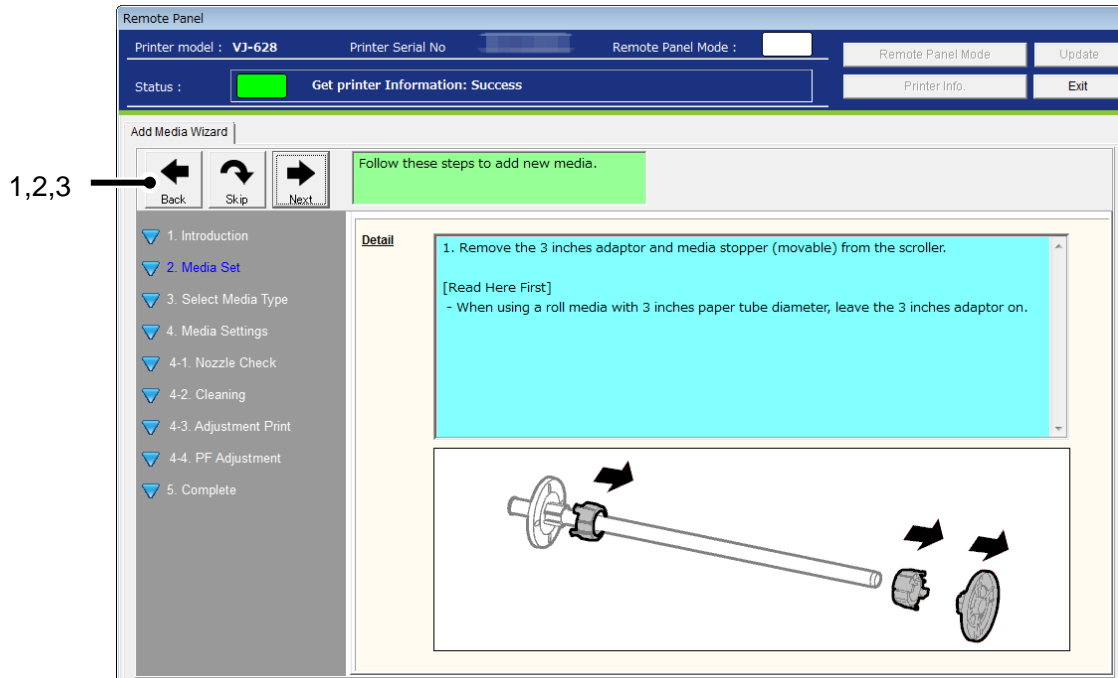 Remote Panel
Printer model : VJ-628 Printer Serial No Remote Panel Mode :
Remote Panel Mode Update
Status : Get printer Information: Success
Printer Info. Exit
Add Media Wizard
Back Skip Next
Follow these steps to add new media.
1,2,3
1. Introduction
2. Media Set
3. Select Media Type
4. Media Settings
4-1. Nozzle Check
4-2. Cleaning
4-3. Adjustment Print
4-4. PF Adjustment
5. Complete
Detail
1. Remove the 3 inches adaptor and media stopper (movable) from the scroller.
[Read Here First]
- When using a roll media with 3 inches paper tube diameter, leave the 3 inches adaptor on.